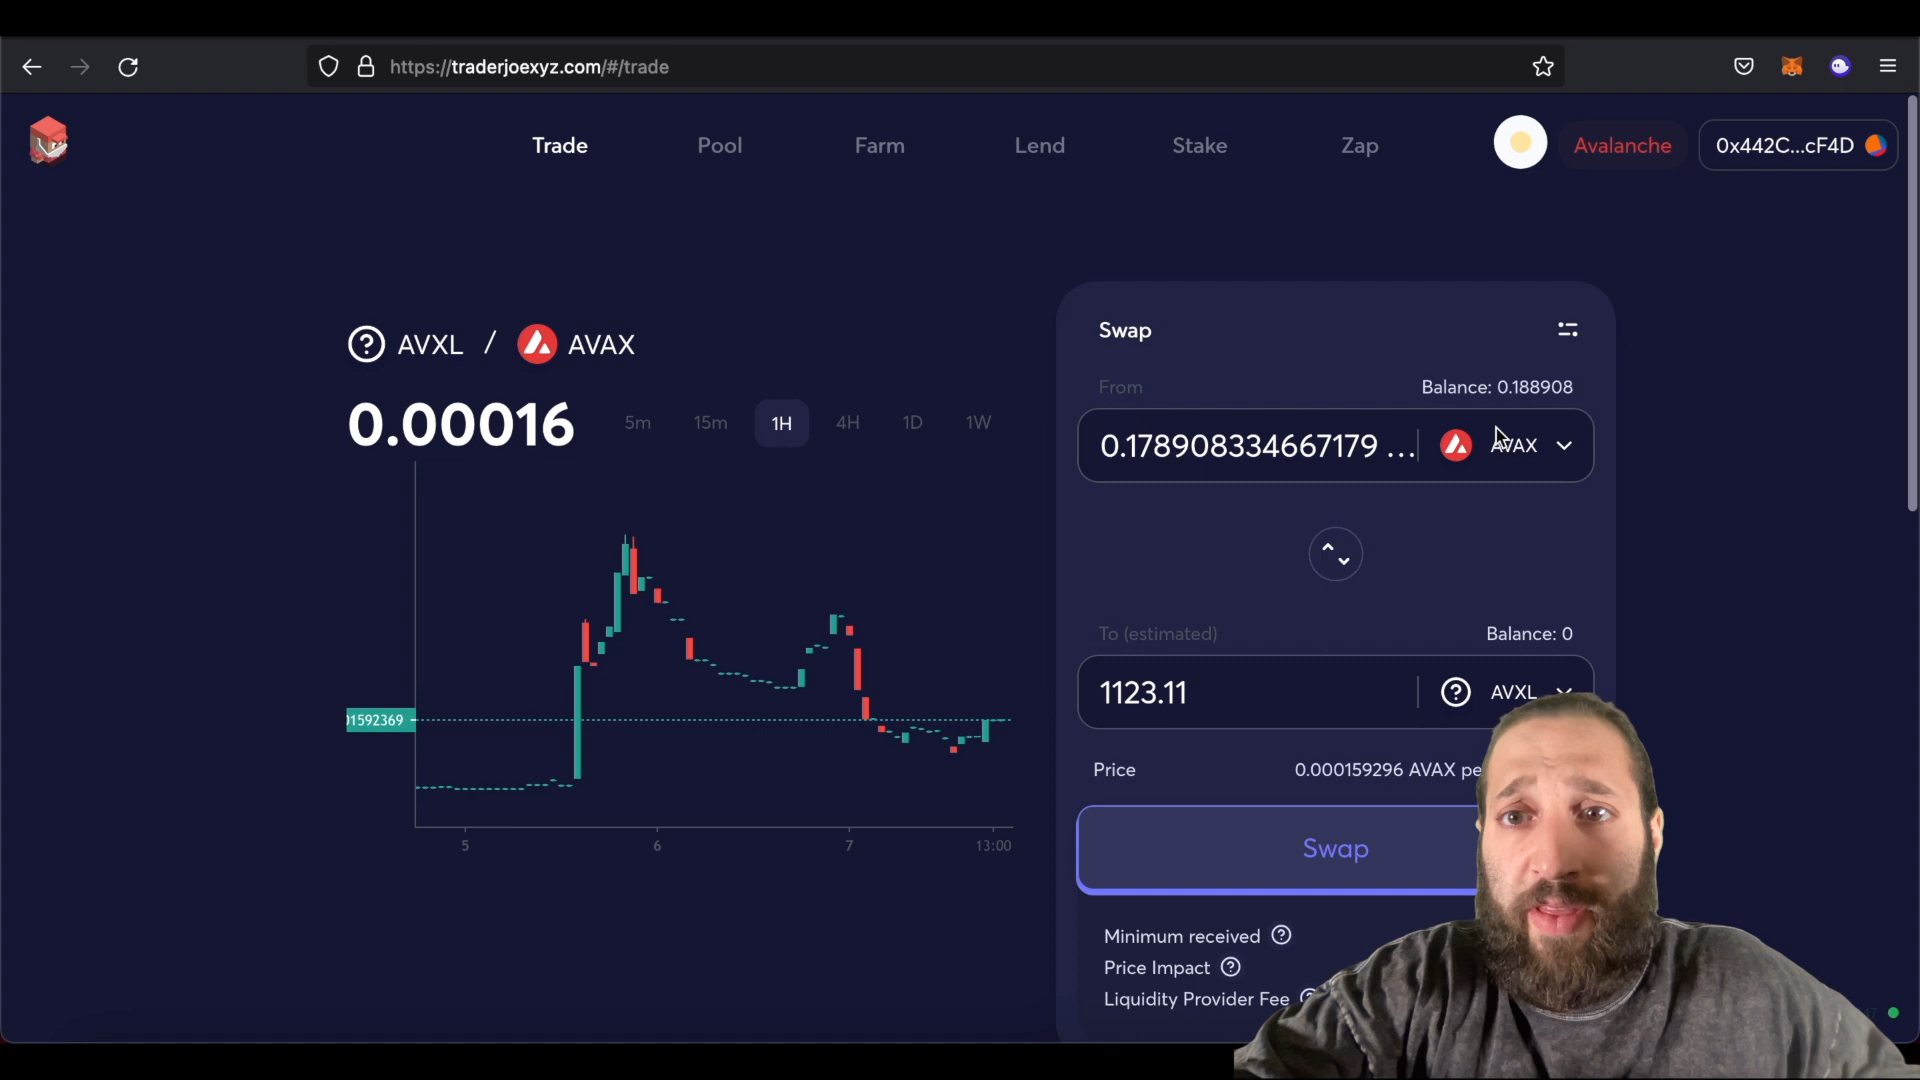 https://traderjoexyz.com/#/trade
Trade
Pool
Farm
Lend
Stake
Zap
Avalanche
0x442C...cF4D
AVXL / AVAX
0.00016
5m
15m
1H
4H
1D
1W
01592369
5
6
7
13:00
Swap
From
Balance: 0.188908
0.178908334667179 ...
AVAX
To (estimated)
Balance: 0
1123.11
AVXL
Price
0.000159296 AVAX pe
Swap
Minimum received
Price Impact
Liquidity Provider Fee